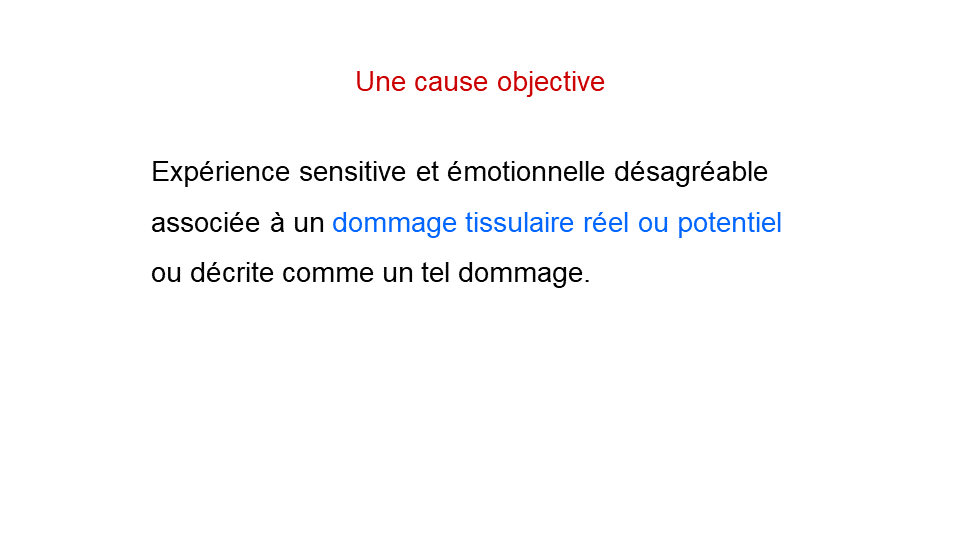 Une cause objective
Expérience sensitive et émotionnelle désagréable
associée à un dommage tissulaire réel ou potentiel
ou décrite comme un tel dommage.